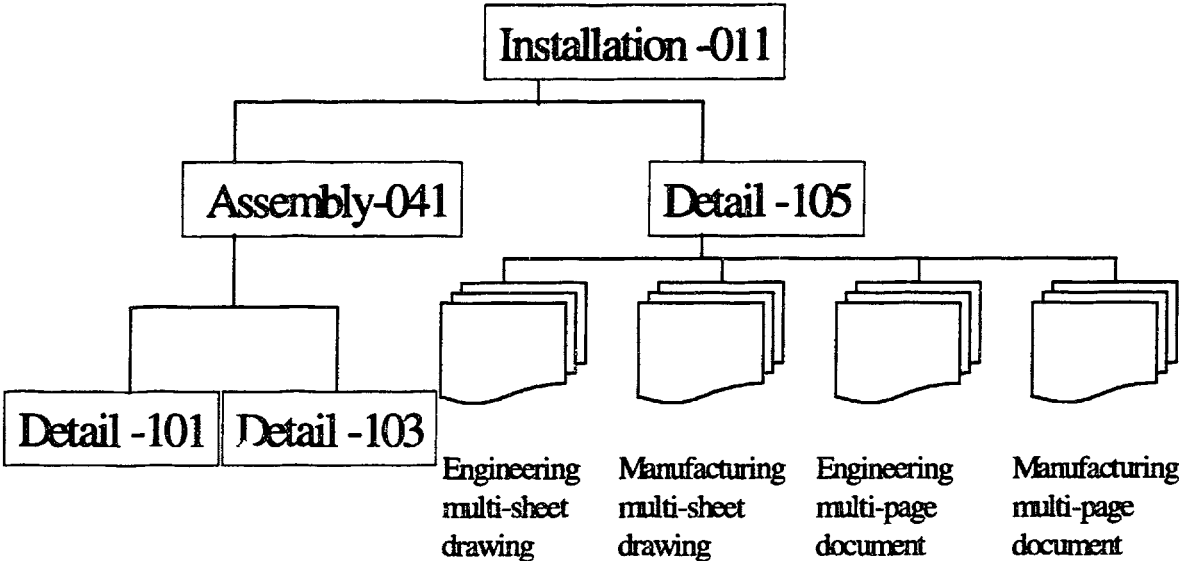 Installation -011
Assembly-041
Detail -105
Detail -101
Detail -103
Engineering
multi-sheet
drawing
Manufacturing
multi-sheet
drawing
Engineering
multi-page
document
Manufacturing
multi-page
document